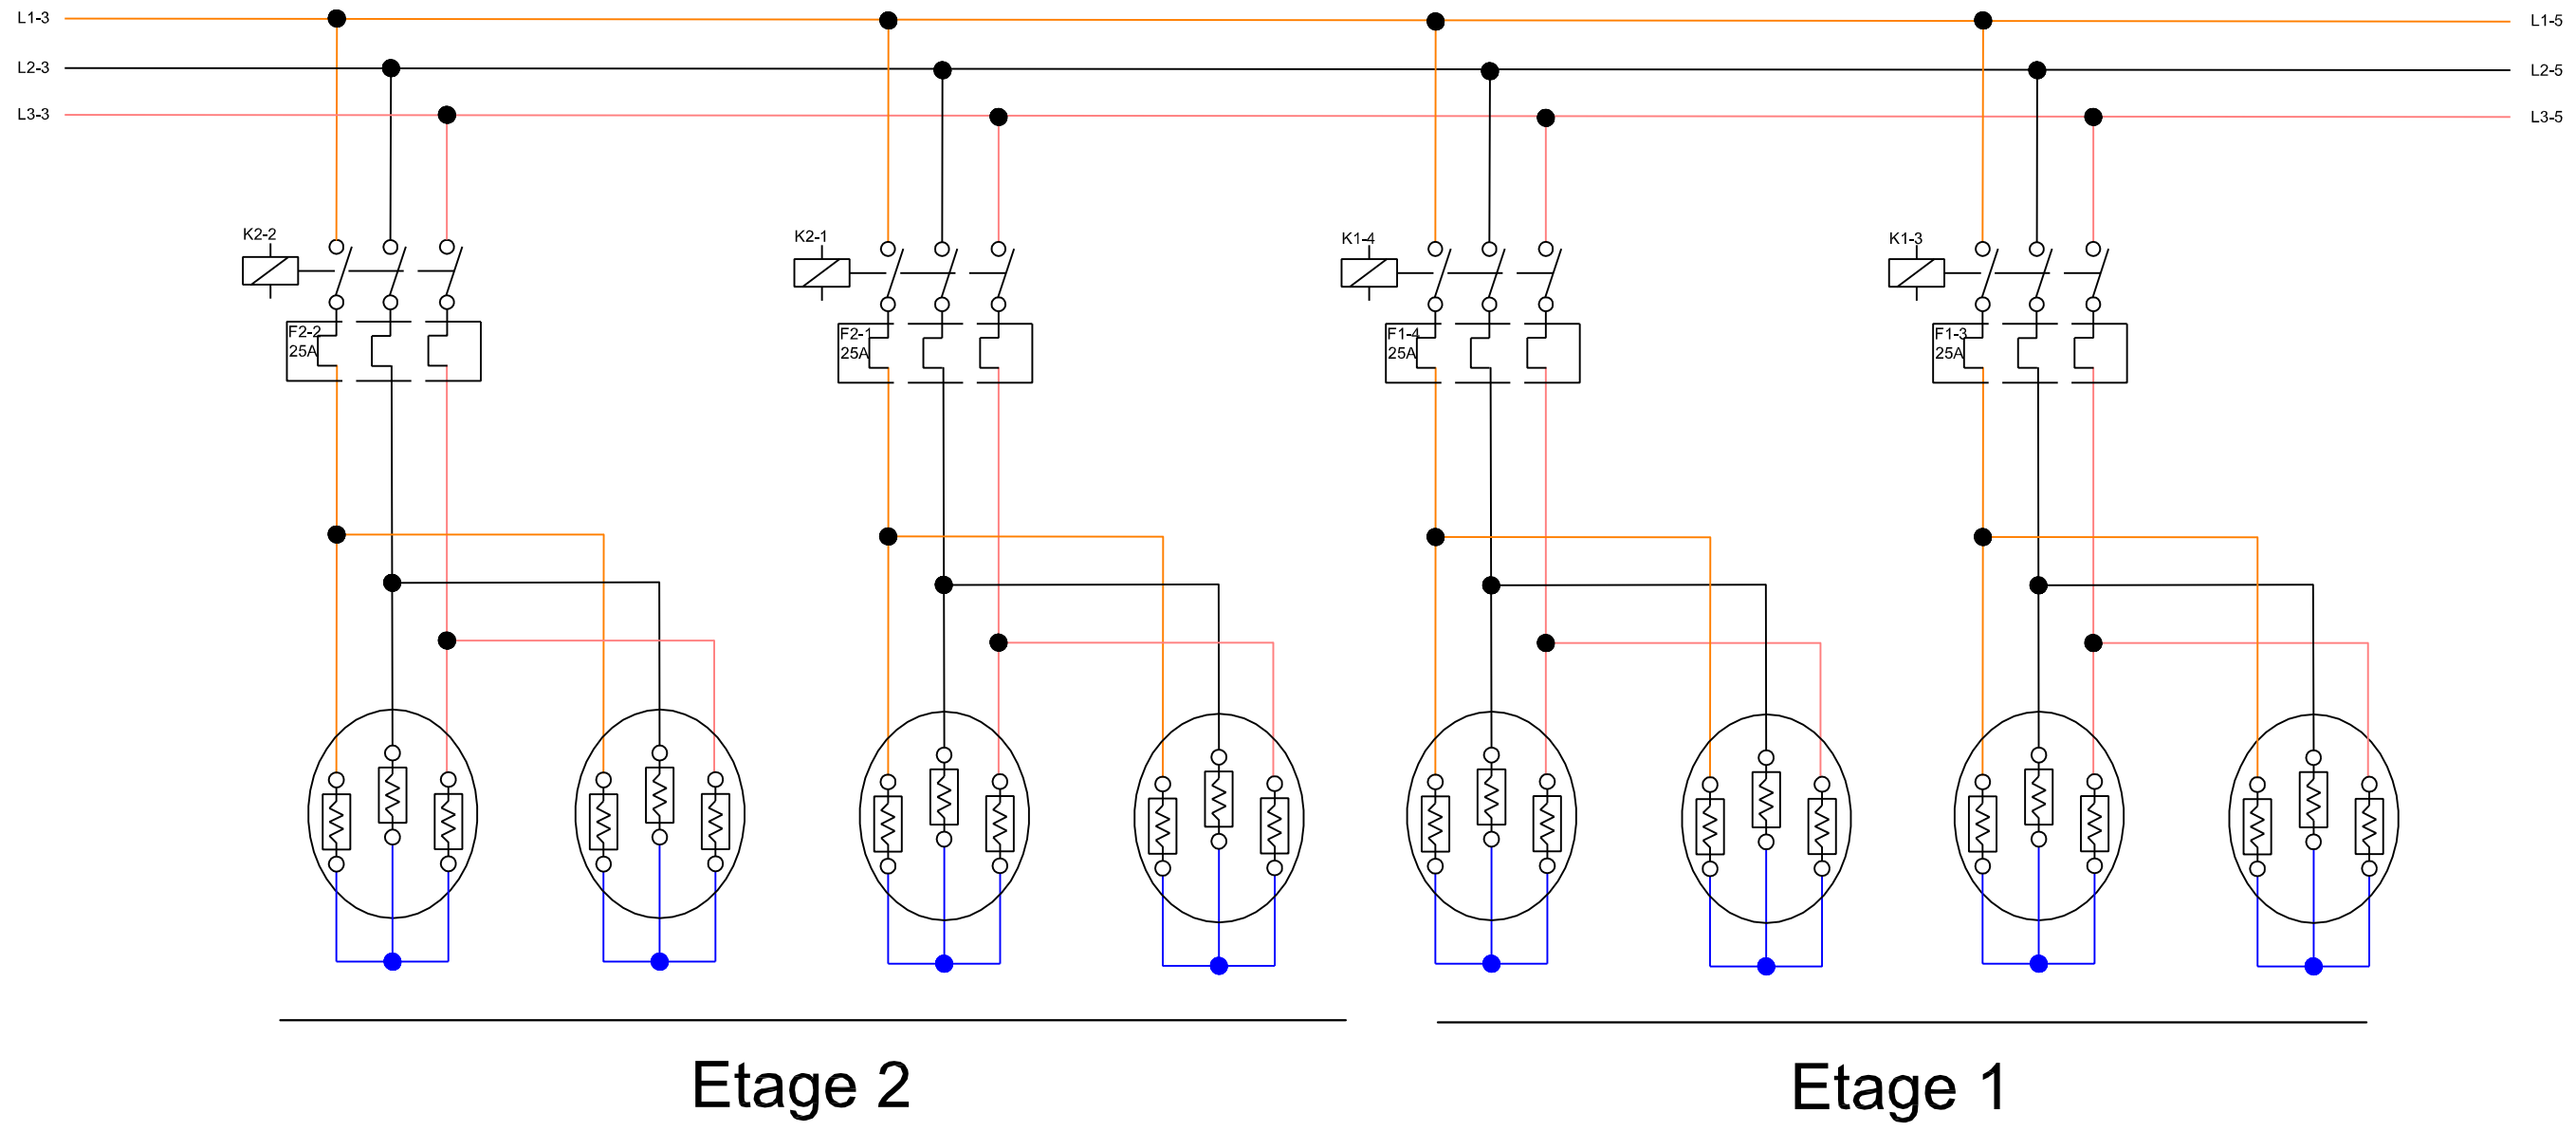 L1-3
L1-5
L2-3
L2-5
L3-3
L3-5
K2-2
K2-1
K1-4
K1-3
F2-2
25A
F2-1
25A
F1-4
25A
F1-3
25A
Etage 2
Etage 1